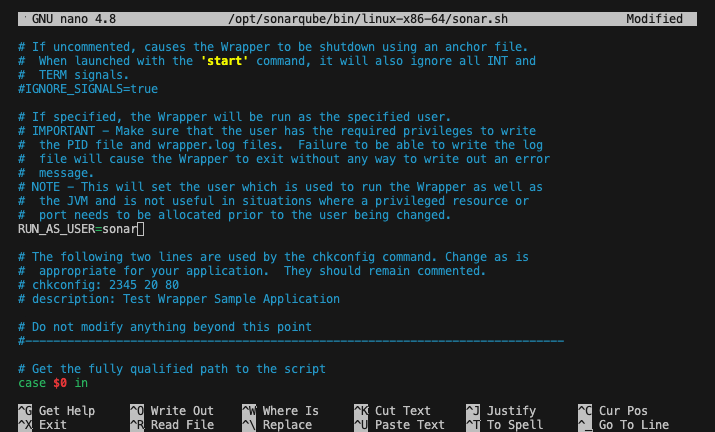 GNU nano 4.8 /opt/sonarqube/bin/linux-x86-64/sonar.sh Modified
# If uncommented, causes the Wrapper to be shutdown using an anchor file.
#  When launched with the 'start' command, it will also ignore all INT and
#  TERM signals.
#IGNORE_SIGNALS=true
# If specified, the Wrapper will be run as the specified user.
# IMPORTANT - Make sure that the user has the required privileges to write
#  the PID file and wrapper.log files.  Failure to be able to write the log
#  file will cause the Wrapper to exit without any way to write out an error
#  message.
# NOTE - This will set the user which is used to run the Wrapper as well as
#  the JVM and is not useful in situations where a privileged resource or
#  port needs to be allocated prior to the user being changed.
RUN_AS_USER=sonar
# The following two lines are used by the chkconfig command. Change as is
#  appropriate for your application.  They should remain commented.
# chkconfig: 2345 20 80
# description: Test Wrapper Sample Application
# Do not modify anything beyond this point
#-----------------------------------------------------------------------------
# Get the fully qualified path to the script
case $0 in
^G Get Help ^O Write Out ^W Where Is ^K Cut Text ^J Justify ^C Cur Pos
^X Exit ^R Read File ^\ Replace ^U Paste Text ^T To Spell ^_ Go To Line